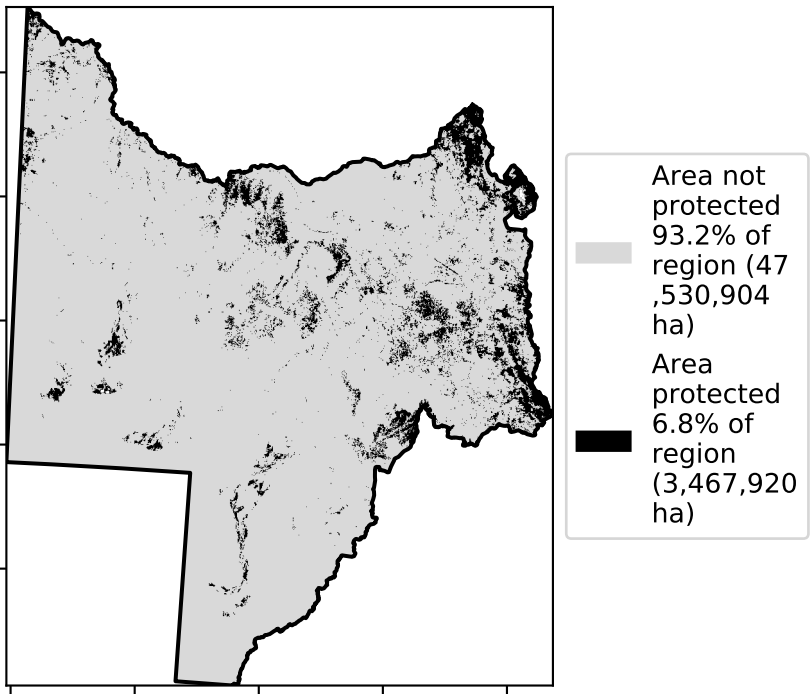 Area not
protected
93.2% of
region (47
,530,904
ha)
Area
protected
6.8% of
region
(3,467,920
ha)